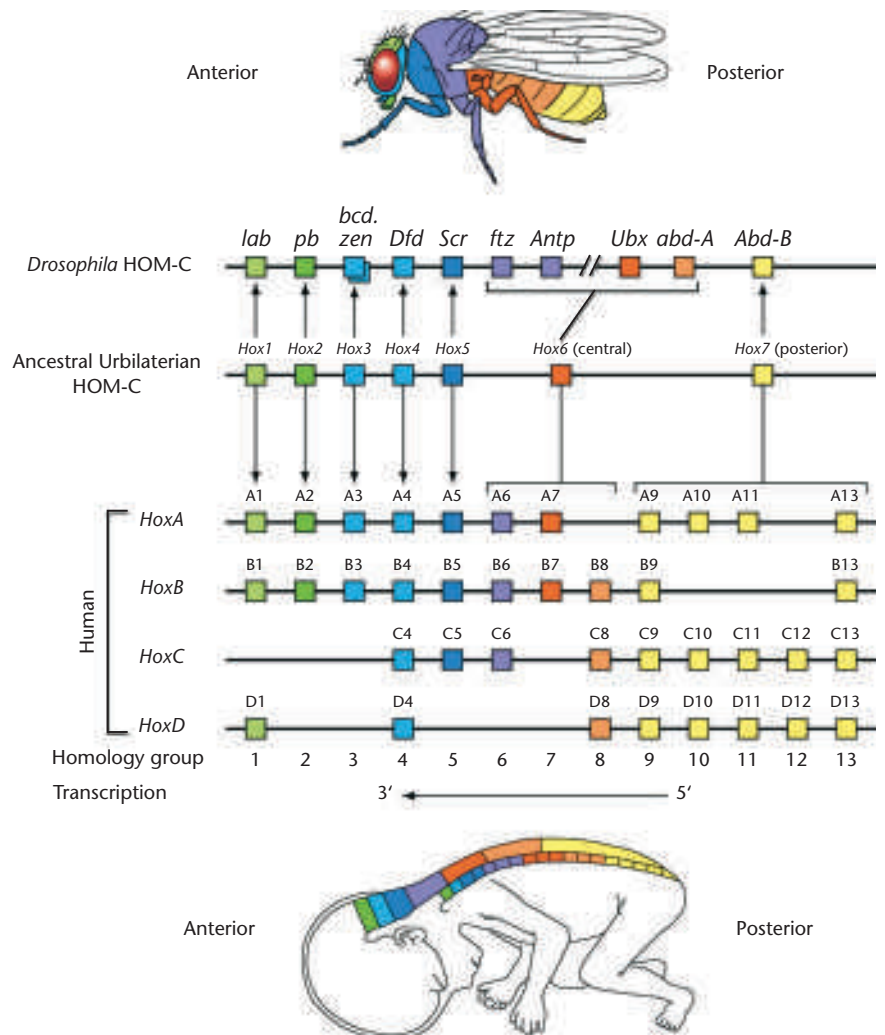 Anterior Posterior
bcd.
lab pb zen Dfd Scr ftz Antp Ubx abd-A Abd-B
Drosophila HOM-C
Hox1 Hox2 Hox3 Hox4 Hox5 Hox6 (central) Hox7 (posterior)
Ancestral Urbilaterian
HOM-C
A1 A2 A3 A4 A5 A6 A7 A9 A10 A11 A13
HoxA
B1 B2 B3 B4 B5 B6 B7 B8 B9 B13
HoxB
Human
C4 C5 C6 C8 C9 C10 C11 C12 C13
HoxC
D1 D4 D8 D9 D10 D11 D12 D13
HoxD
Homology group 1 2 3 4 5 6 7 8 9 10 11 12 13
Transcription 3' 5'
Anterior Posterior